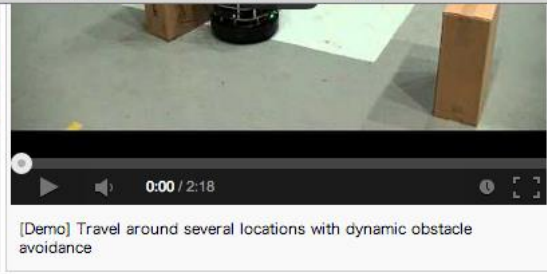 0:00 / 2:18
[Demo] Travel around several locations with dynamic obstacle
avoidance